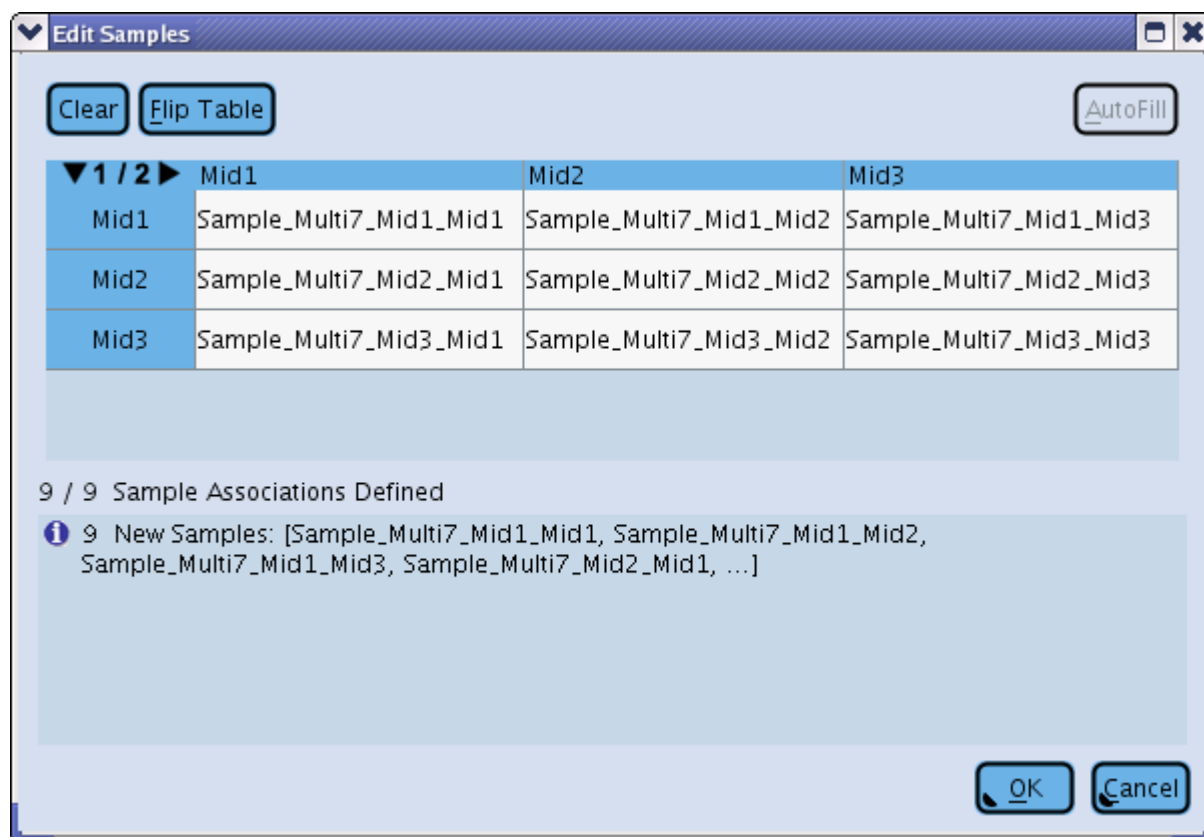 Edit Samples
Clear Flip Table AutoFill
▼1 / 2▶ Mid1 Mid2 Mid3
Mid1 Sample_Multi7_Mid1_Mid1 Sample_Multi7_Mid1_Mid2 Sample_Multi7_Mid1_Mid3
Mid2 Sample_Multi7_Mid2_Mid1 Sample_Multi7_Mid2_Mid2 Sample_Multi7_Mid2_Mid3
Mid3 Sample_Multi7_Mid3_Mid1 Sample_Multi7_Mid3_Mid2 Sample_Multi7_Mid3_Mid3
9 / 9 Sample Associations Defined
9 New Samples: [Sample_Multi7_Mid1_Mid1, Sample_Multi7_Mid1_Mid2,
Sample_Multi7_Mid1_Mid3, Sample_Multi7_Mid2_Mid1, ...]
OK Cancel